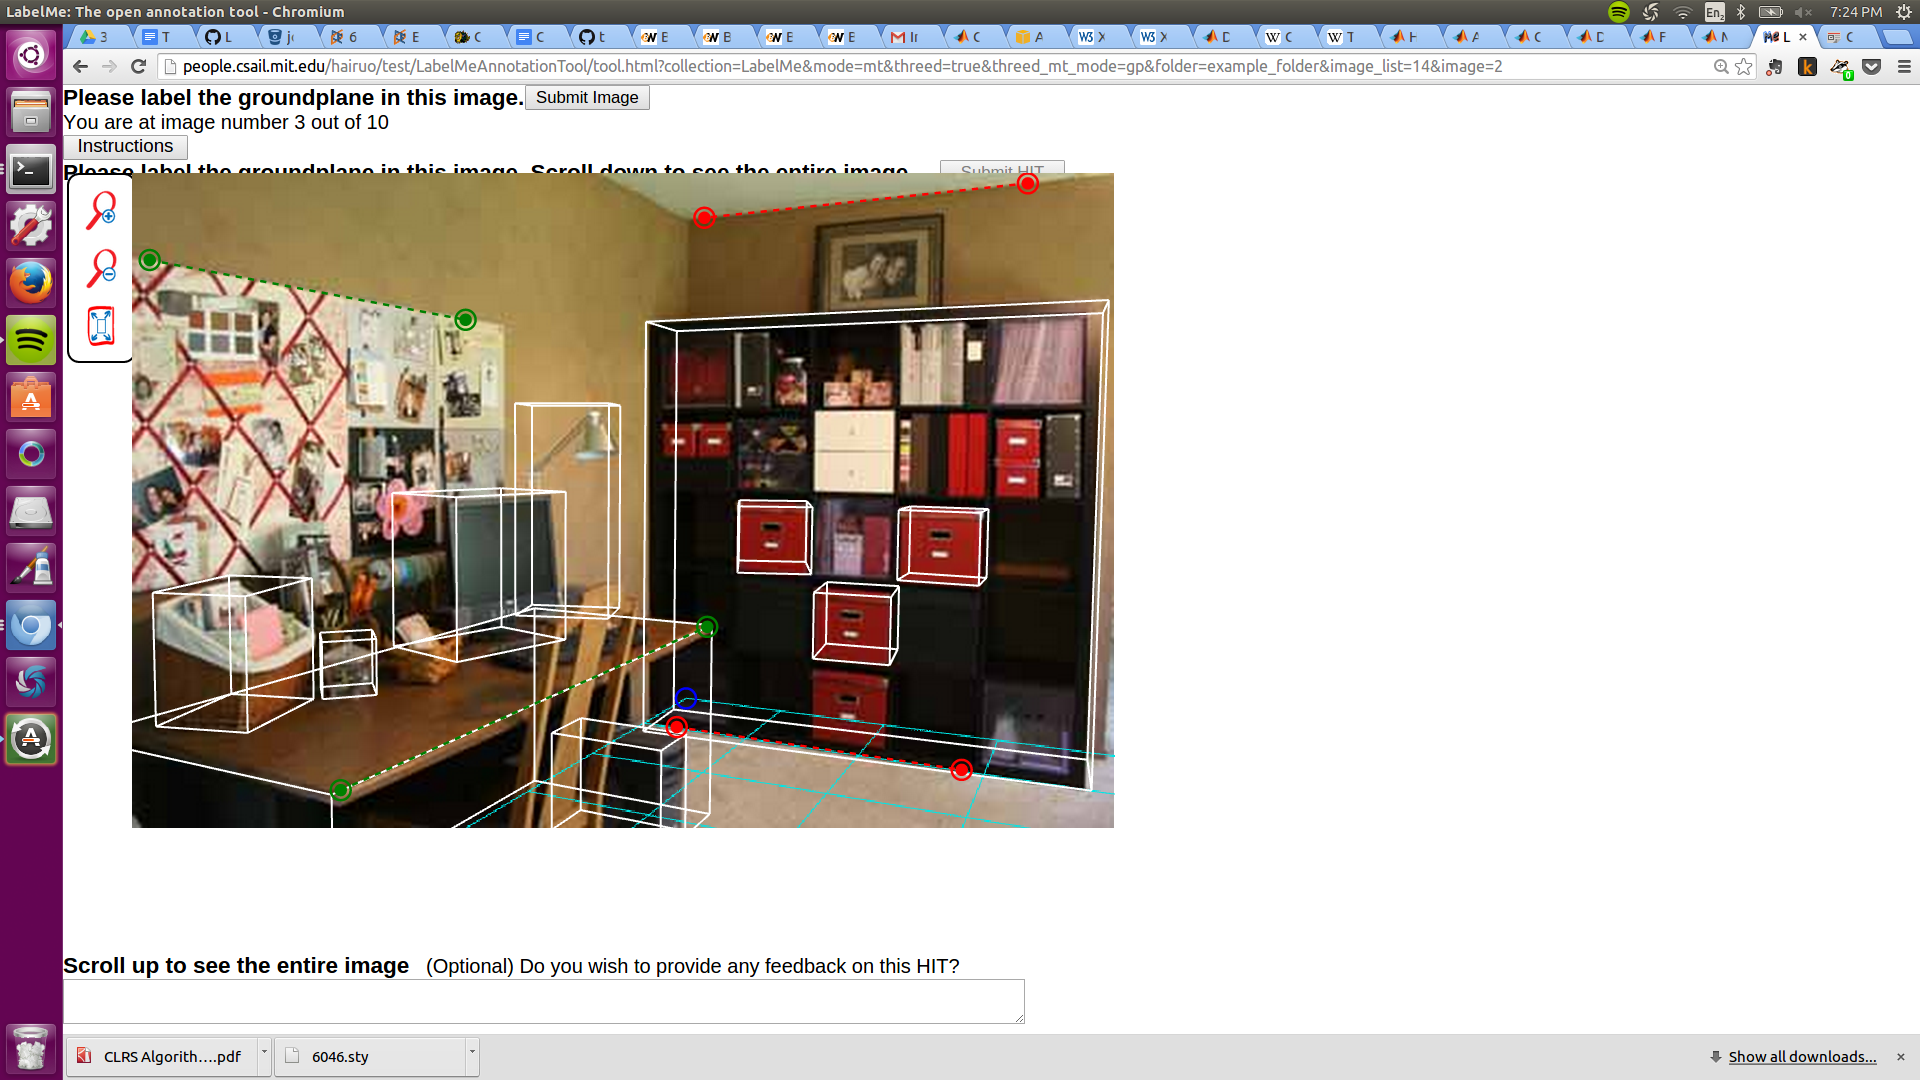 LabelMe: The open annotation tool - Chromium
En₂ 7:24 PM
3 T L j( 6 E C C t E B E E Ir C A X X D C T H A C D F N L × C
people.csail.mit.edu/hairuo/test/LabelMeAnnotationTool/tool.html?collection=LabelMe&mode=mt&threed=true&threed_mt_mode=gp&folder=example_folder&image_list=14&image=2
Please label the groundplane in this image. Submit Image
You are at image number 3 out of 10
Instructions
Please label the groundplane in this image. Scroll down to see the entire image Submit HIT
Scroll up to see the entire image (Optional) Do you wish to provide any feedback on this HIT?
CLRS Algorith....pdf 6046.sty Show all downloads... ×